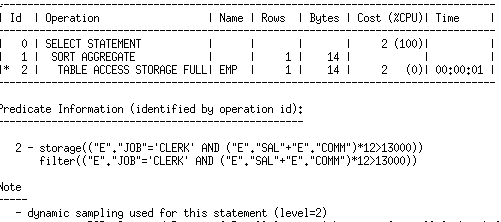 | Id | Operation | Name | Rows | Bytes | Cost (%CPU)| Time |
| 0 | SELECT STATEMENT | | | | 2 (100)| |
| 1 | SORT AGGREGATE | | 1 | 14 | | |
|* 2 | TABLE ACCESS STORAGE FULL| EMP | 1 | 14 | 2 (0)| 00:00:01 |
Predicate Information (identified by operation id):
2 - storage(("E"."JOB"='CLERK' AND ("E"."SAL"+"E"."COMM")*12>13000))
filter(("E"."JOB"='CLERK' AND ("E"."SAL"+"E"."COMM")*12>13000))
Note
- dynamic sampling used for this statement (level=2)